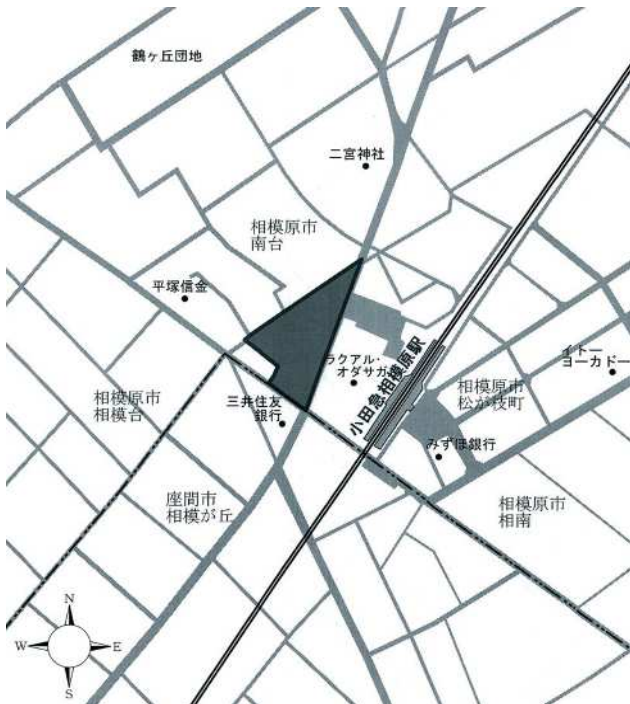 鶴ヶ丘団地
二宮神社
相模原市
南台
平塚信金
ラクアル・
オダサガ
小田急相模原駅
イトー
ヨーカドー
相模原市
松が枝町
相模原市
相模台
三井住友
銀行
みずほ銀行
座間市
相模が丘
相模原市
相南
N
W
E
S